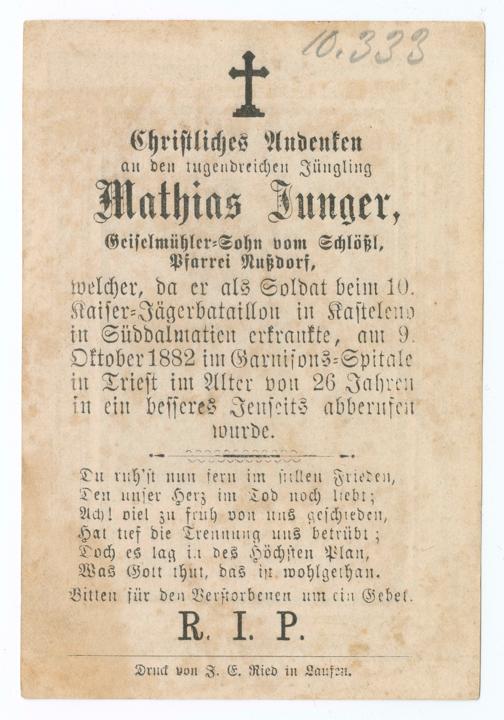 10.333
Christliches Andenken
an den tugendreichen Jüngling
Mathias Junger,
Geiselmühler-Sohn vom Schlößl,
Pfarrei Nußdorf,
welcher, da er als Soldat beim 10.
Kaiser-Jägerbataillon in Kasteleno
in Süddalmatien erkrankte, am 9.
Oktober 1882 im Garnisons-Spitale
in Triest im Alter von 26 Jahren
in ein besseres Jenseits abberufen
wurde.
Du ruh'st nun fern im stillen Frieden,
Den unser Herz im Tod noch liebt;
Ach! viel zu fruh von uns geschieden,
Hat tief die Trennung uns betrübt;
Doch es lag in des Höchsten Plan,
Was Gott thut, das ist wohlgethan.
Bitten für den Verstorbenen um ein Gebet.
R. I. P.
Druck von J. E. Ried in Laufen.